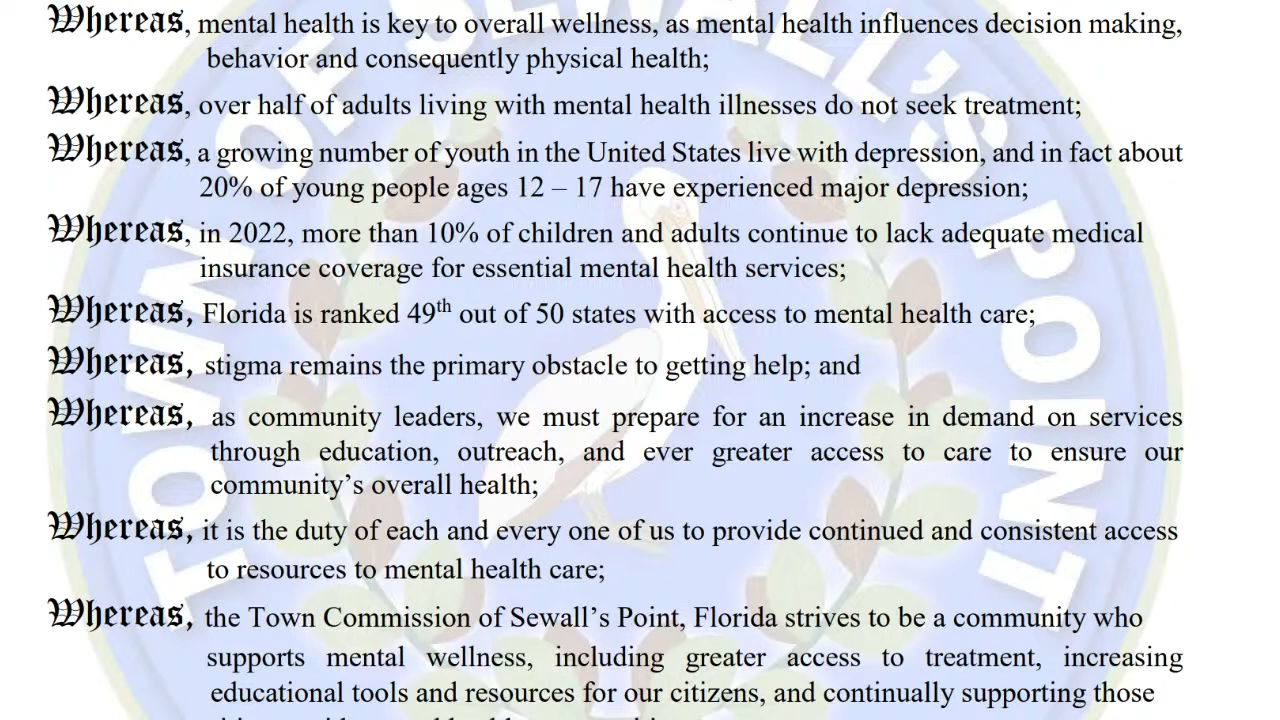 Whereas, mental health is key to overall wellness, as mental health influences decision making,
behavior and consequently physical health;
Whereas, over half of adults living with mental health illnesses do not seek treatment;
Whereas, a growing number of youth in the United States live with depression, and in fact about
20% of young people ages 12 – 17 have experienced major depression;
Whereas, in 2022, more than 10% of children and adults continue to lack adequate medical
insurance coverage for essential mental health services;
Whereas, Florida is ranked 49th out of 50 states with access to mental health care;
Whereas, stigma remains the primary obstacle to getting help; and
Whereas, as community leaders, we must prepare for an increase in demand on services
through education, outreach, and ever greater access to care to ensure our
community’s overall health;
Whereas, it is the duty of each and every one of us to provide continued and consistent access
to resources to mental health care;
Whereas, the Town Commission of Sewall’s Point, Florida strives to be a community who
supports mental wellness, including greater access to treatment, increasing
educational tools and resources for our citizens, and continually supporting those
TOWN OF SEWALL’S POINT